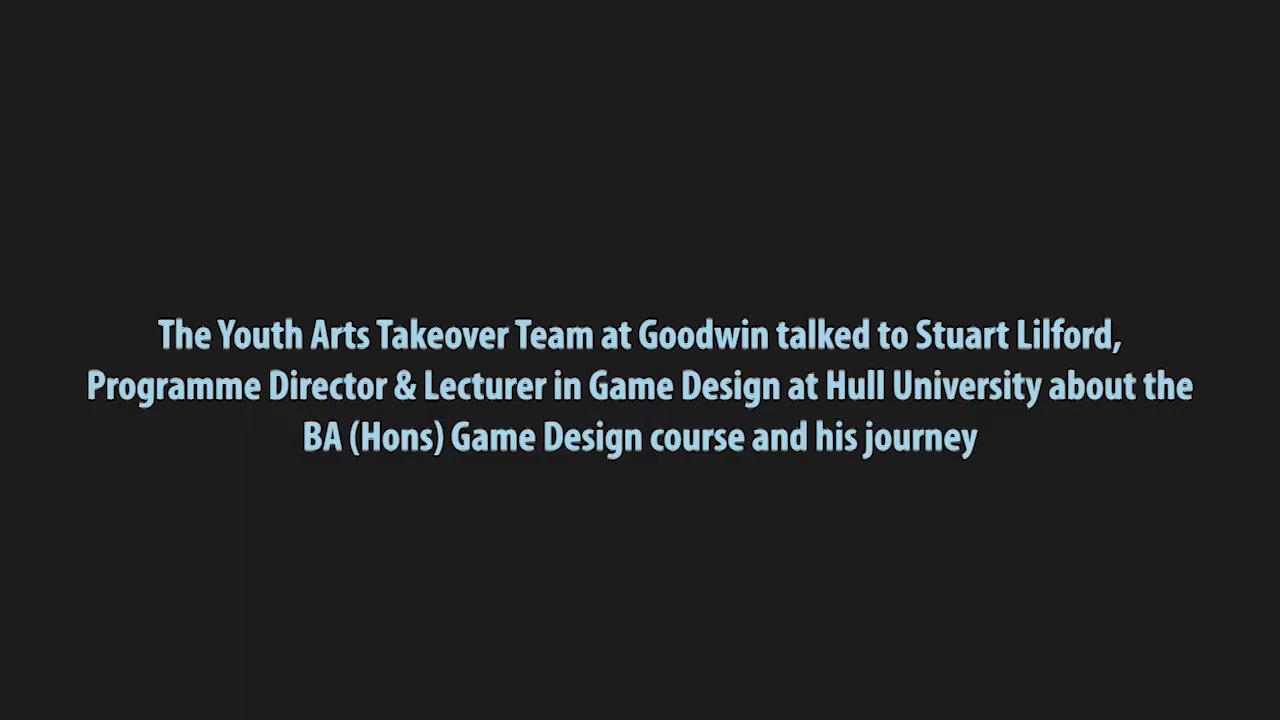 The Youth Arts Takeover Team at Goodwin talked to Stuart Lilford,
Programme Director & Lecturer in Game Design at Hull University about the
BA (Hons) Game Design course and his journey